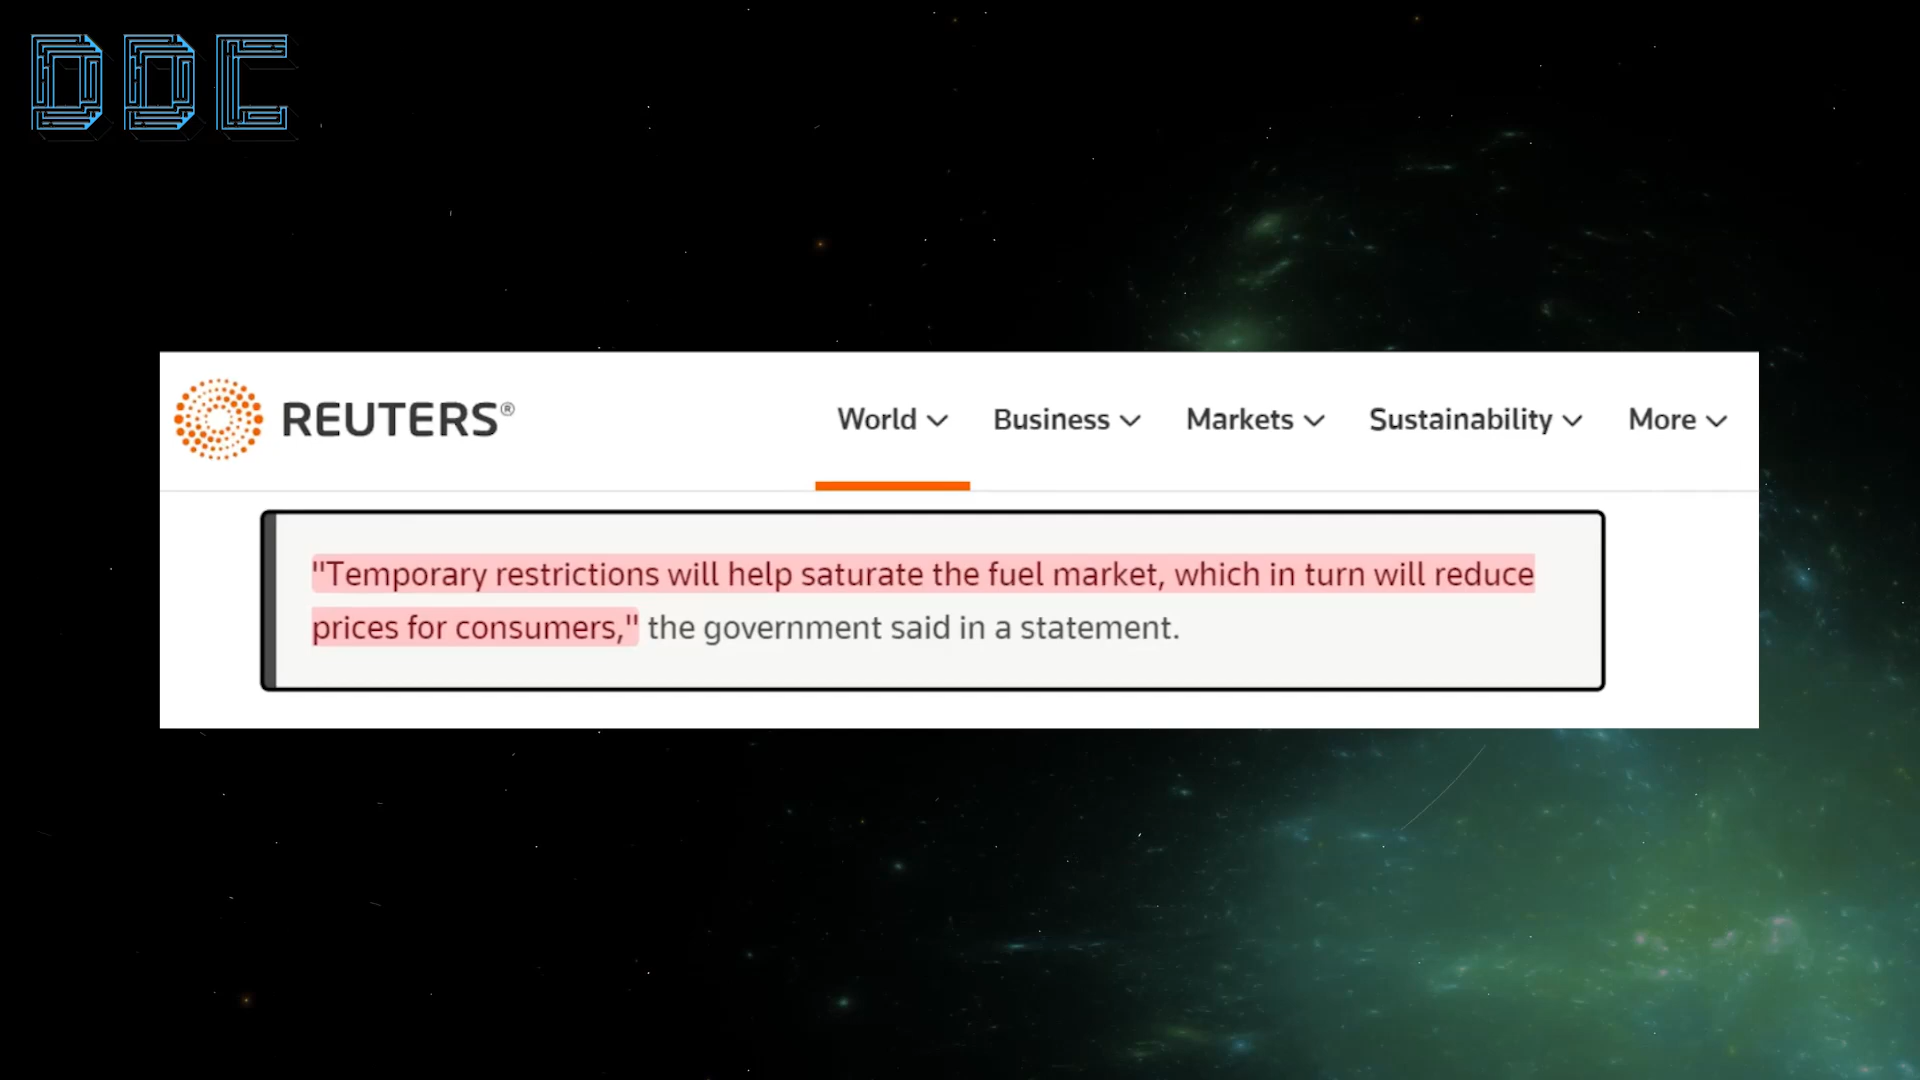 DDC
REUTERS®
World Business Markets Sustainability More
"Temporary restrictions will help saturate the fuel market, which in turn will reduce
prices for consumers," the government said in a statement.